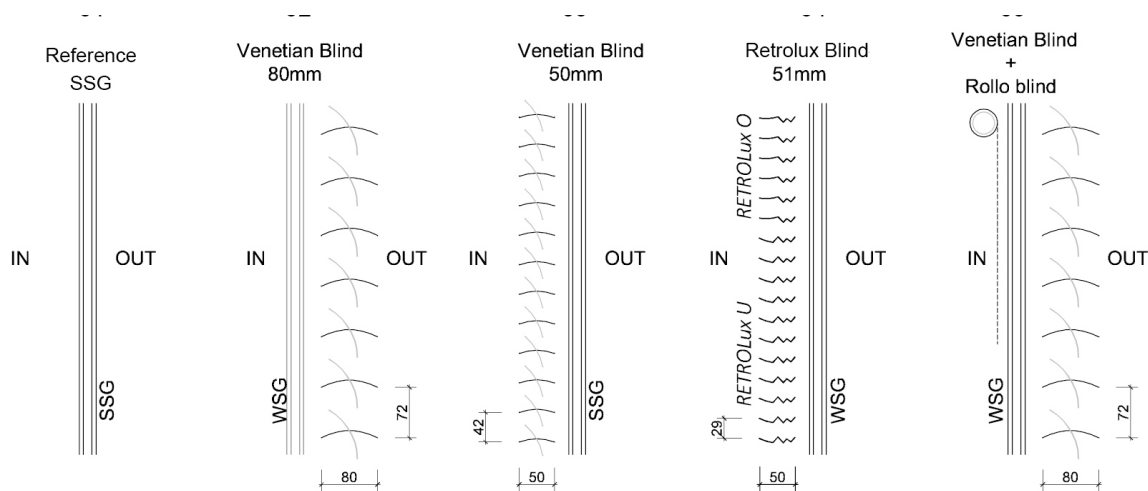 Reference
SSG
IN
OUT
SSG
Venetian Blind
80mm
IN
OUT
WSG
72
80
Venetian Blind
50mm
IN
OUT
SSG
42
50
Retrolux Blind
51mm
RETROLux O
IN
OUT
RETROLux U
WSG
29
50
Venetian Blind
+
Rollo blind
IN
OUT
WSG
72
80